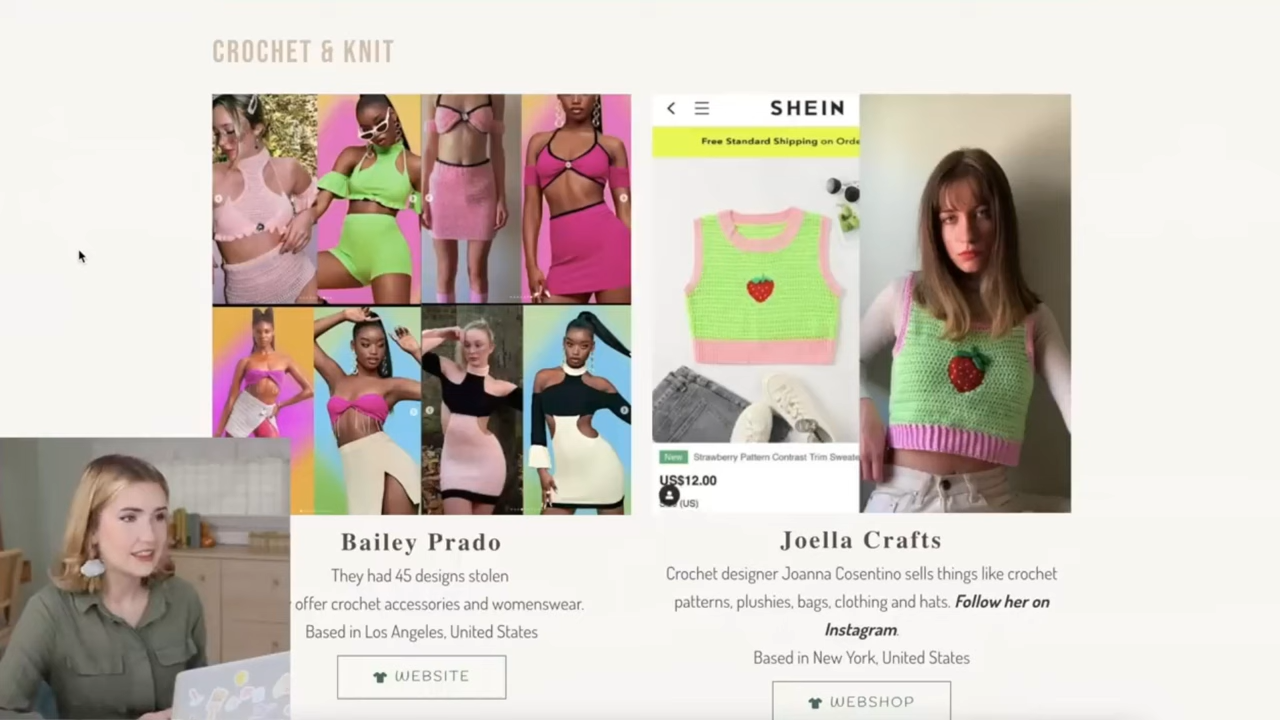 CROCHET & KNIT
SHEIN
Free Standard Shipping on Orde
New Strawberry Pattern Contrast Trim Sweate
US$12.00
(US)
Bailey Prado
They had 45 designs stolen
offer crochet accessories and womenswear.
Based in Los Angeles, United States
WEBSITE
Joella Crafts
Crochet designer Joanna Cosentino sells things like crochet
patterns, plushies, bags, clothing and hats. Follow her on
Instagram.
Based in New York, United States
WEBSHOP